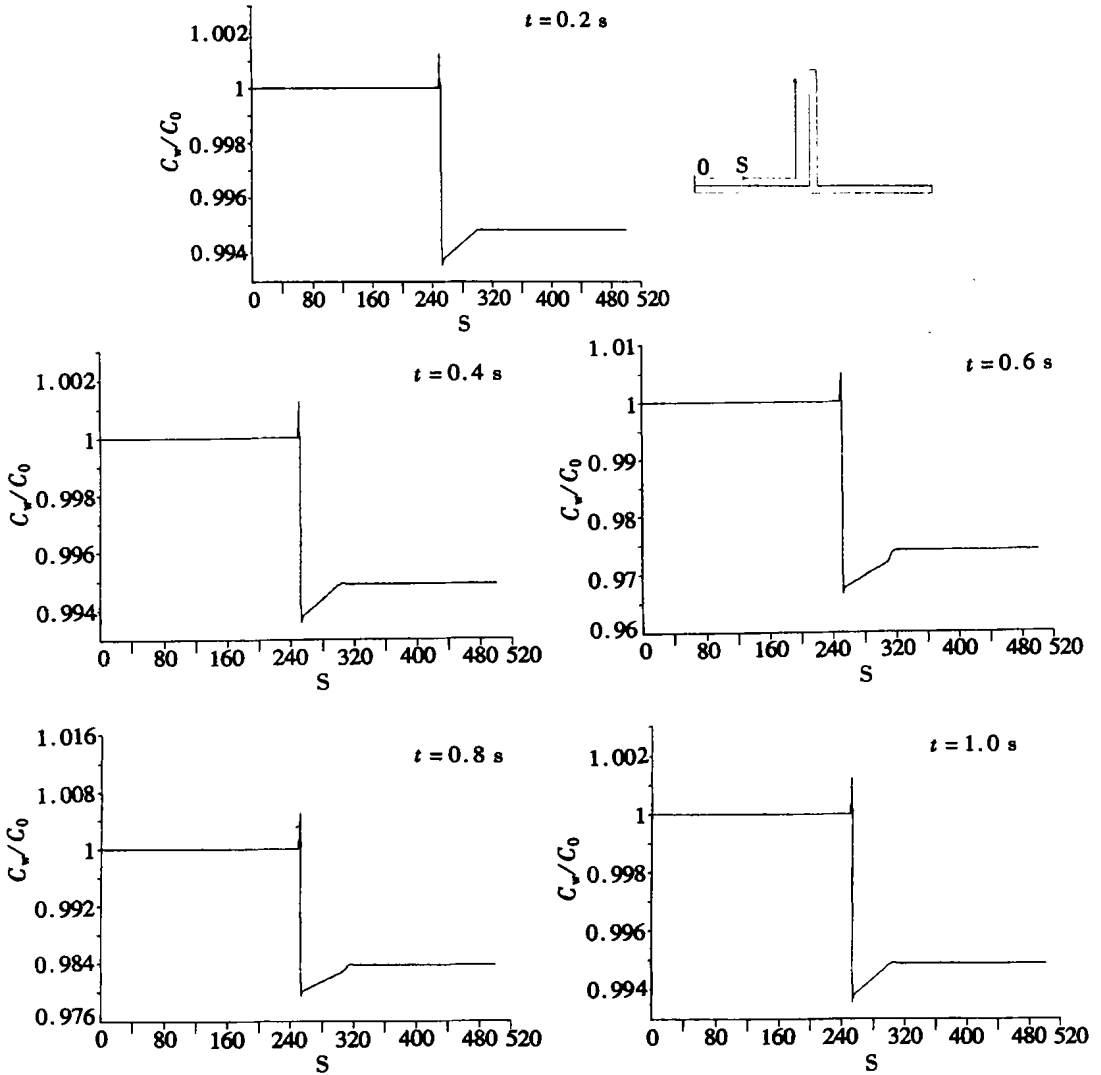 t = 0.2 s
1.002
1
0.998
0.996
0.994
C_w/C_0
0 80 160 240 320 400 480 520
S
0 S
t = 0.4 s
1.002
1
0.998
0.996
0.994
C_w/C_0
0 80 160 240 320 400 480 520
S
t = 0.6 s
1.01
1
0.99
0.98
0.97
0.96
C_w/C_0
0 80 160 240 320 400 480 520
S
t = 0.8 s
1.016
1.008
1
0.992
0.984
0.976
C_w/C_0
0 80 160 240 320 400 480 520
S
t = 1.0 s
1.002
1
0.998
0.996
0.994
C_w/C_0
0 80 160 240 320 400 480 520
S